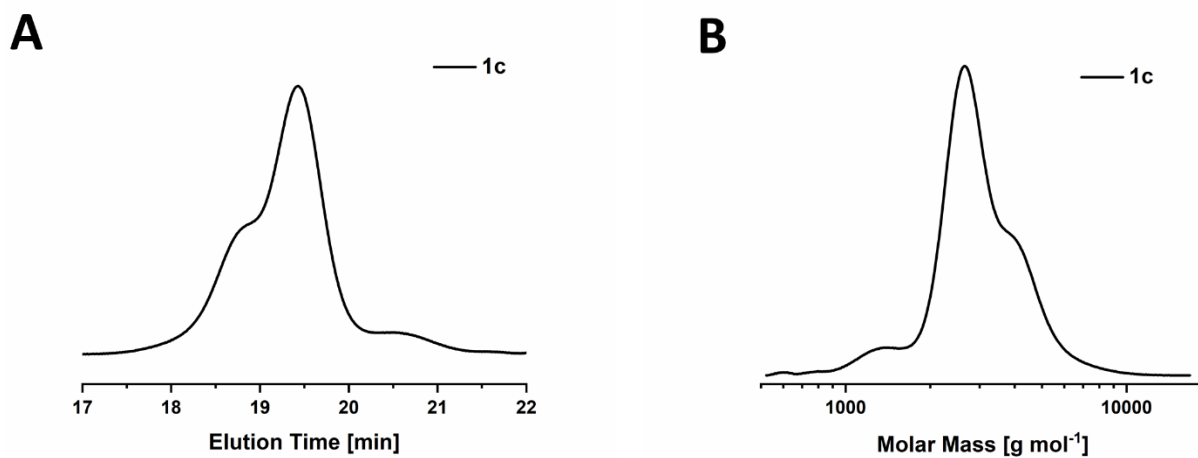 A
1c
17 18 19 20 21 22
Elution Time [min]
B
1c
1000 10000
Molar Mass [g mol⁻¹]